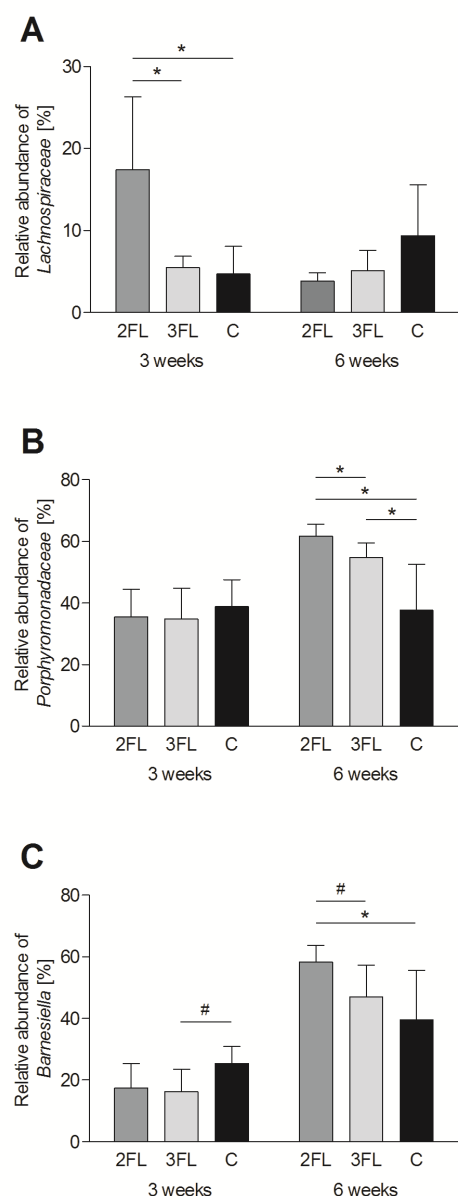 A
Relative abundance of
Lachnospiraceae [%]
30
20
10
0
*
*
2FL 3FL C 2FL 3FL C
3 weeks 6 weeks
B
Relative abundance of
Porphyromonadaceae [%]
80
60
40
20
0
*
*
*
2FL 3FL C 2FL 3FL C
3 weeks 6 weeks
C
Relative abundance of
Barnesiella [%]
80
60
40
20
0
#
#
*
2FL 3FL C 2FL 3FL C
3 weeks 6 weeks